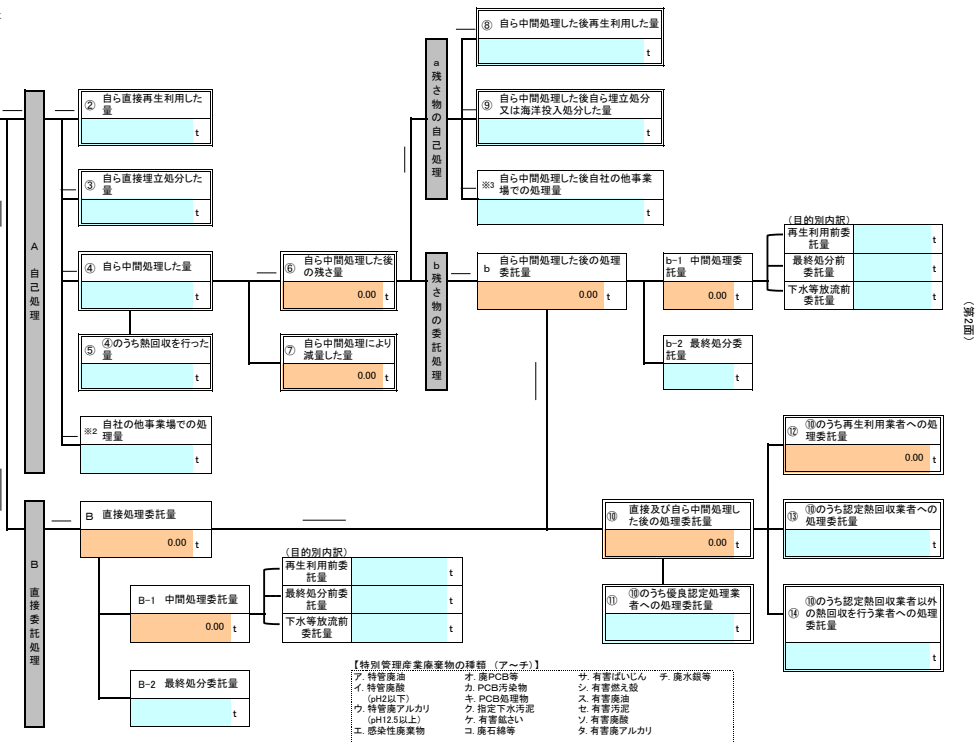 ⑧ 自ら中間処理した後再生利用した量
t
a 残さ物の自己処理
② 自ら直接再生利用した
量
t
⑨ 自ら中間処理した後自ら埋立処分
又は海洋投入処分した量
t
③ 自ら直接埋立処分した
量
t
※3 自ら中間処理した後自社の他事業
場での処理量
t
A 自己処理
④ 自ら中間処理した量
t
⑥ 自ら中間処理した後
の残さ量
0.00 t
b 残さ物の委託処理
b 自ら中間処理した後の処理
委託量
0.00 t
b-1 中間処理委
託量
0.00 t
(目的別内訳)
再生利用前委
託量
t
最終処分前
委託量
t
下水等放流前
委託量
t
(第2面)
⑤ ④のうち熱回収を行った
量
t
⑦ 自ら中間処理により
減量した量
0.00 t
b-2 最終処分委
託量
t
※2 自社の他事業場での処
理量
t
⑫ ⑩のうち再生利用業者への処
理委託量
0.00 t
B 直接委託処理
B 直接処理委託量
0.00 t
⑩ 直接及び自ら中間処理し
た後の処理委託量
0.00 t
⑬ ⑩のうち認定熱回収業者への
処理委託量
t
(目的別内訳)
再生利用前委
託量
t
最終処分前委
託量
t
下水等放流前
委託量
t
B-1 中間処理委託量
0.00 t
⑪ ⑩のうち優良認定処理業
者への処理委託量
t
⑭ ⑩のうち認定熱回収業者以外
の熱回収を行う業者への処理
委託量
t
B-2 最終処分委託量
t
【特別管理産業廃棄物の種類 (ア～チ)】
ア. 特管廃油 オ. 廃PCB等 サ. 有害ばいじん チ. 廃水銀等
イ. 特管廃酸 カ. PCB汚染物 シ. 有害燃え殻
(pH2以下) キ. PCB処理物 ス. 有害廃油
ウ. 特管廃アルカリ ク. 指定下水汚泥 セ. 有害汚泥
(pH12.5以上) ケ. 有害鉱さい ソ. 有害廃酸
エ. 感染性廃棄物 コ. 廃石綿等 タ. 有害廃アルカリ